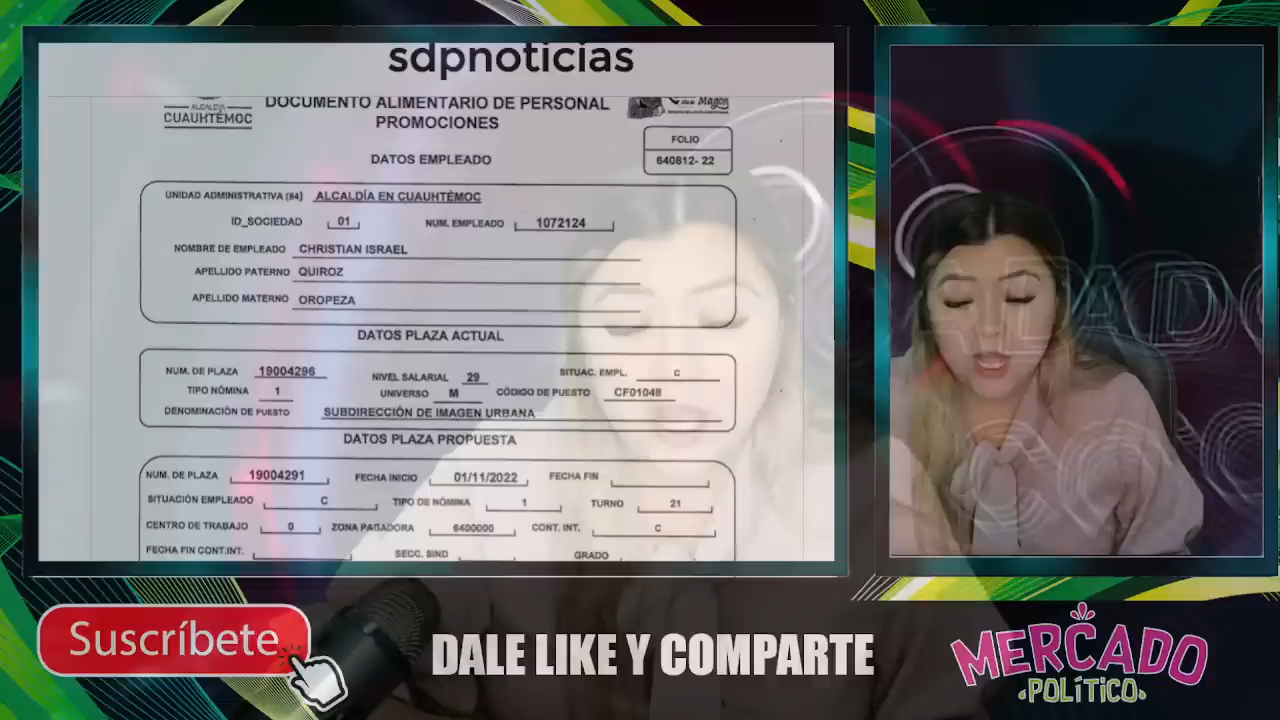 sdpnoticias
ALCALDÍA
CUAUHTÉMOC
DOCUMENTO ALIMENTARIO DE PERSONAL
PROMOCIONES
FOLIO
640812- 22
DATOS EMPLEADO
UNIDAD ADMINISTRATIVA (64) ALCALDÍA EN CUAUHTÉMOC
ID_SOCIEDAD 01 NUM. EMPLEADO 1072124
NOMBRE DE EMPLEADO CHRISTIAN ISRAEL
APELLIDO PATERNO QUIROZ
APELLIDO MATERNO OROPEZA
DATOS PLAZA ACTUAL
NUM. DE PLAZA 19004296 NIVEL SALARIAL 29 SITUAC. EMPL. C
TIPO NÓMINA 1 UNIVERSO M CÓDIGO DE PUESTO CF01048
DENOMINACIÓN DE PUESTO SUBDIRECCIÓN DE IMAGEN URBANA
DATOS PLAZA PROPUESTA
NUM. DE PLAZA 19004291 FECHA INICIO 01/11/2022 FECHA FIN
SITUACIÓN EMPLEADO C TIPO DE NÓMINA 1 TURNO 21
CENTRO DE TRABAJO 0 ZONA PAGADORA 6400000 CONT. INT. C
FECHA FIN CONT.INT. SECC. SIND GRADO
Suscríbete
DALE LIKE Y COMPARTE
MERCADO
POLÍTICO